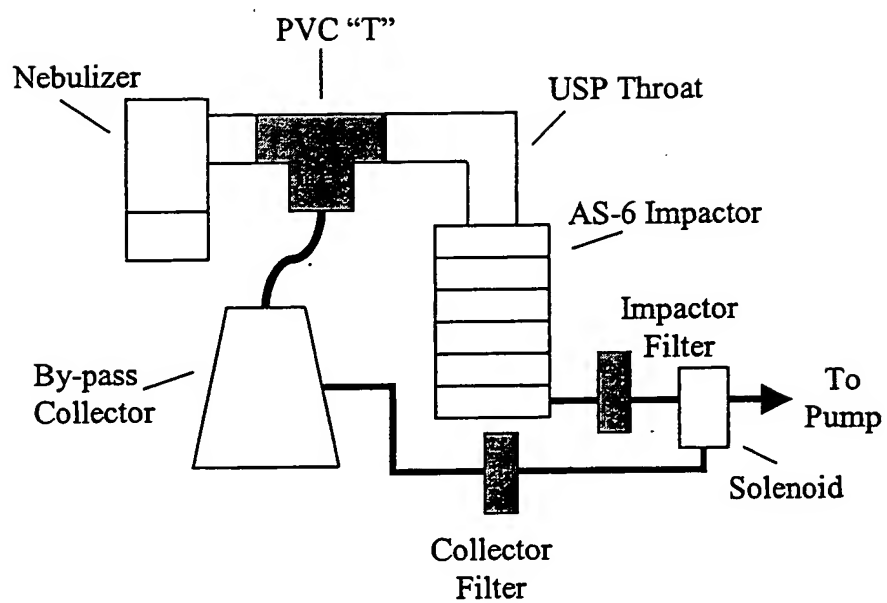 PVC “T”
Nebulizer
USP Throat
AS-6 Impactor
Impactor
Filter
By-pass
Collector
To
Pump
Solenoid
Collector
Filter